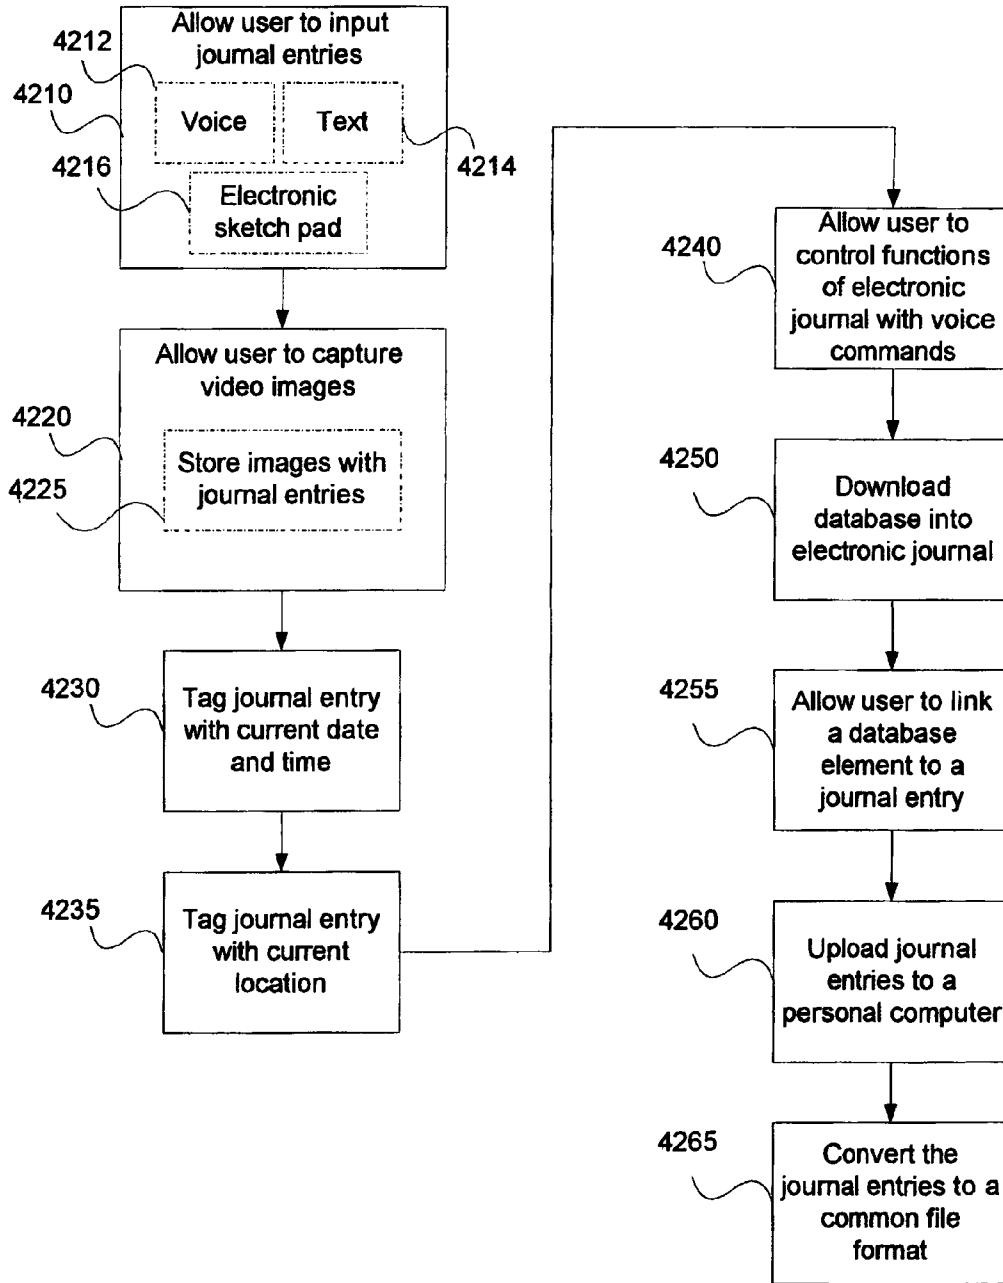 Allow user to input
journal entries
4212
4210
Voice
Text
4216
4214
Electronic
sketch pad
Allow user to capture
video images
4220
Store images with
journal entries
4225
4230
Tag journal entry
with current date
and time
4235
Tag journal entry
with current
location
4240
Allow user to
control functions
of electronic
journal with voice
commands
4250
Download
database into
electronic journal
4255
Allow user to link
a database
element to a
journal entry
4260
Upload journal
entries to a
personal computer
4265
Convert the
journal entries to a
common file
format